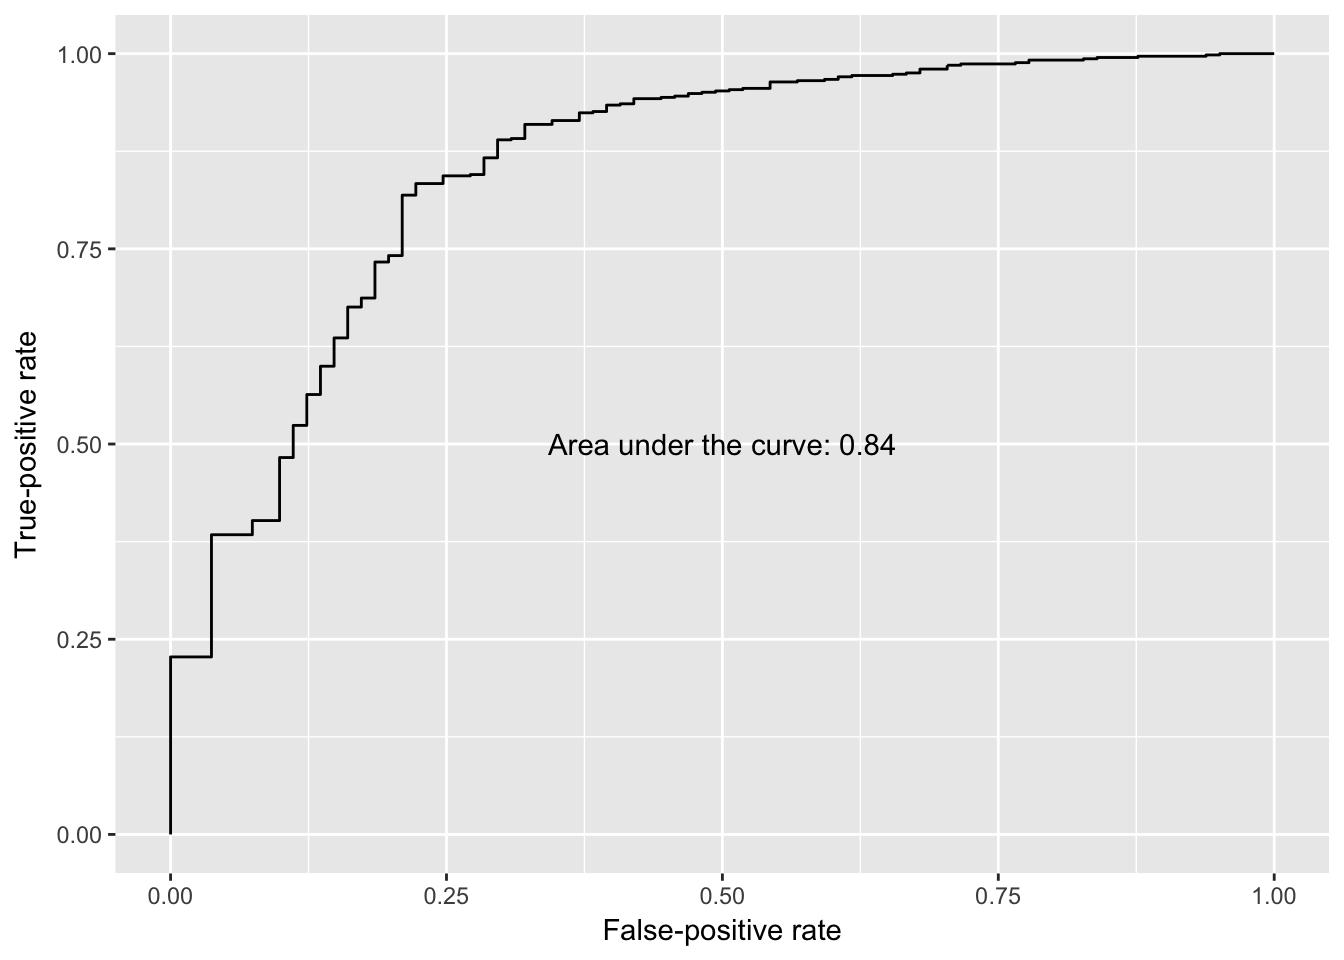 1.00
0.75
0.50
0.25
0.00
True-positive rate
Area under the curve: 0.84
0.00 0.25 0.50 0.75 1.00
False-positive rate